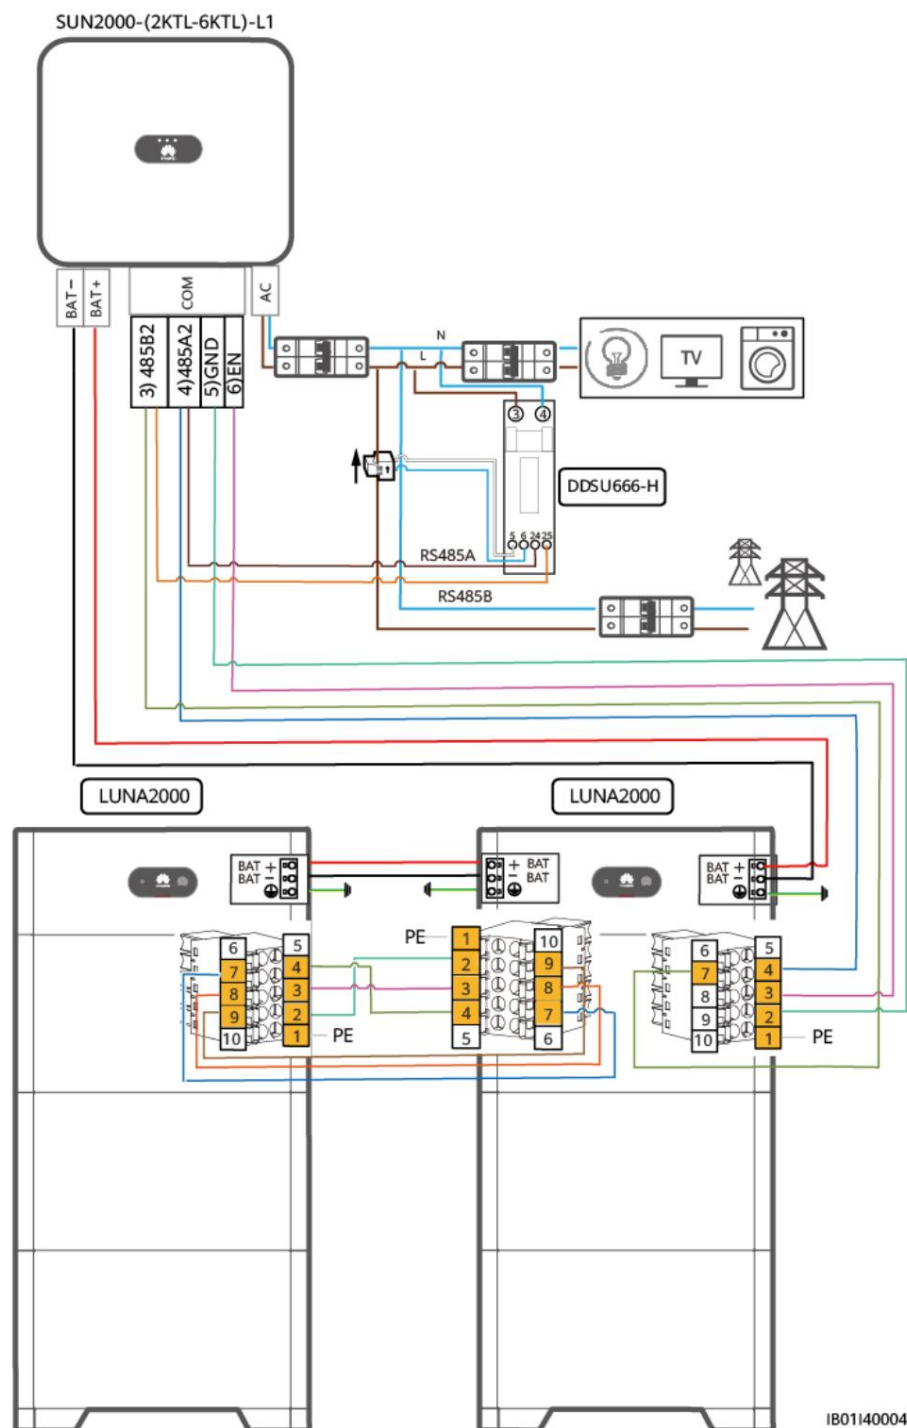 SUN2000-(2KTL-6KTL)-L1
BAT−
BAT+
COM
AC
3) 485B2
4)485A2
5)GND
6)EN
N
L
TV
3
4
DDSU666-H
5
6
24
25
RS485A
RS485B
LUNA2000
LUNA2000
BAT +
BAT −
+ BAT
− BAT
BAT +
BAT −
6
7
8
9
10
5
4
3
2
1
PE
PE
1
2
3
4
5
10
9
8
7
6
6
7
8
9
10
5
4
3
2
1
PE
IB01I40004